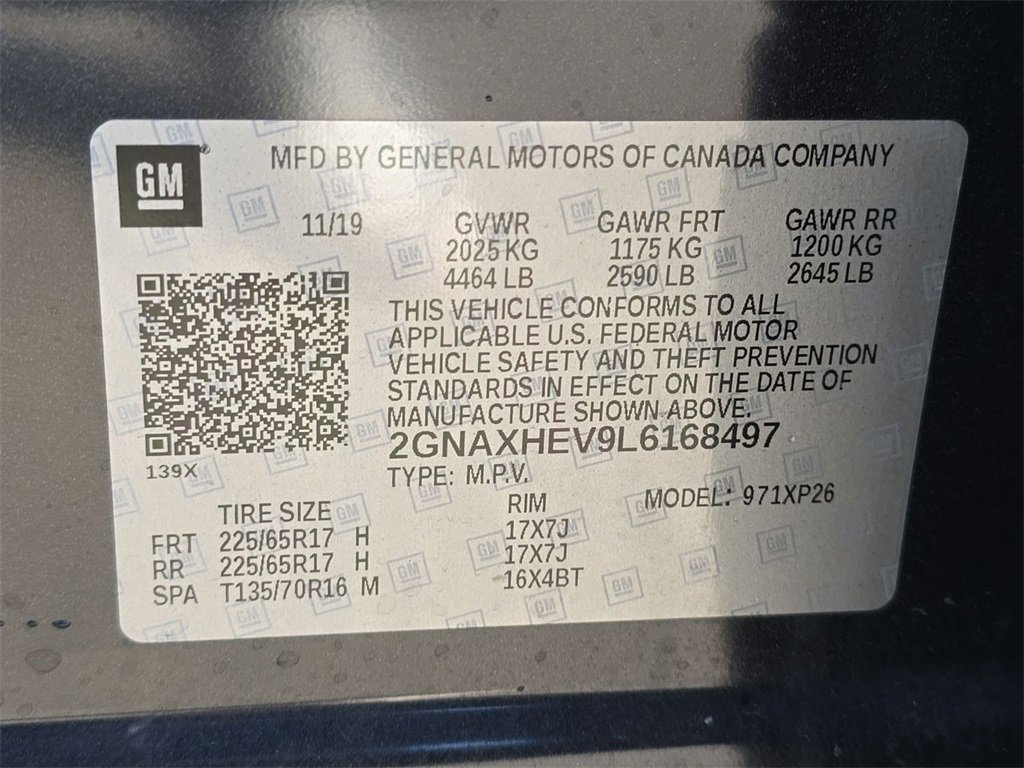 GM
MFD BY GENERAL MOTORS OF CANADA COMPANY
11/19 GVWR GAWR FRT GAWR RR
2025 KG 1175 KG 1200 KG
4464 LB 2590 LB 2645 LB
THIS VEHICLE CONFORMS TO ALL
APPLICABLE U.S. FEDERAL MOTOR
VEHICLE SAFETY AND THEFT PREVENTION
STANDARDS IN EFFECT ON THE DATE OF
MANUFACTURE SHOWN ABOVE.
2GNAXHEV9L6168497
139X
TYPE: M.P.V.
TIRE SIZE RIM MODEL: 971XP26
FRT 225/65R17 H 17X7J
RR 225/65R17 H 17X7J
SPA T135/70R16 M 16X4BT